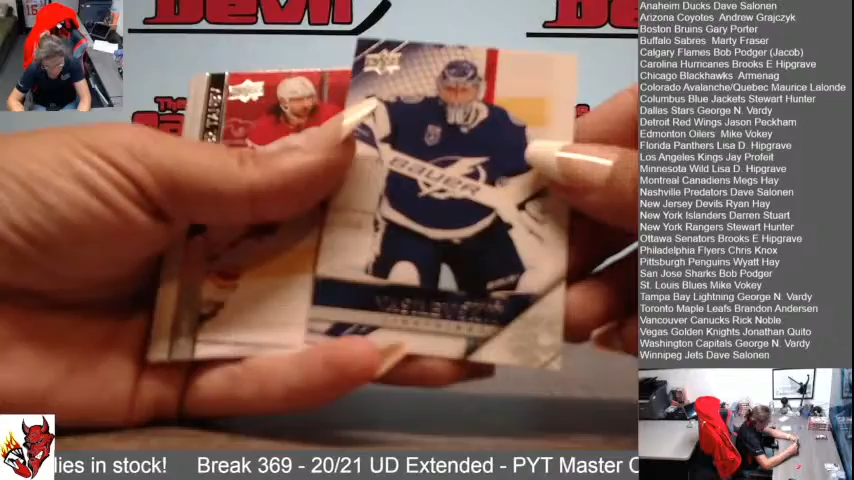 Anaheim Ducks Dave Salonen
Arizona Coyotes Andrew Grajczyk
Boston Bruins Gary Porter
Buffalo Sabres Marty Fraser
Calgary Flames Bob Podger (Jacob)
Carolina Hurricanes Brooks E Hipgrave
Chicago Blackhawks Armenag
Colorado Avalanche/Quebec Maurice Lalonde
Columbus Blue Jackets Stewart Hunter
Dallas Stars George N. Vardy
Detroit Red Wings Jason Peckham
Edmonton Oilers Mike Vokey
Florida Panthers Lisa D. Hipgrave
Los Angeles Kings Jay Profeit
Minnesota Wild Lisa D. Hipgrave
Montreal Canadiens Megs Hay
Nashville Predators Dave Salonen
New Jersey Devils Ryan Hay
New York Islanders Darren Stuart
New York Rangers Stewart Hunter
Ottawa Senators Brooks E Hipgrave
Philadelphia Flyers Chris Knox
Pittsburgh Penguins Wyatt Hay
San Jose Sharks Bob Podger
St. Louis Blues Mike Vokey
Tampa Bay Lightning George N. Vardy
Toronto Maple Leafs Brandon Andersen
Vancouver Canucks Rick Noble
Vegas Golden Knights Jonathan Quito
Washington Capitals George N. Vardy
Winnipeg Jets Dave Salonen
BAUER
lies in stock! Break 369 - 20/21 UD Extended - PYT Master